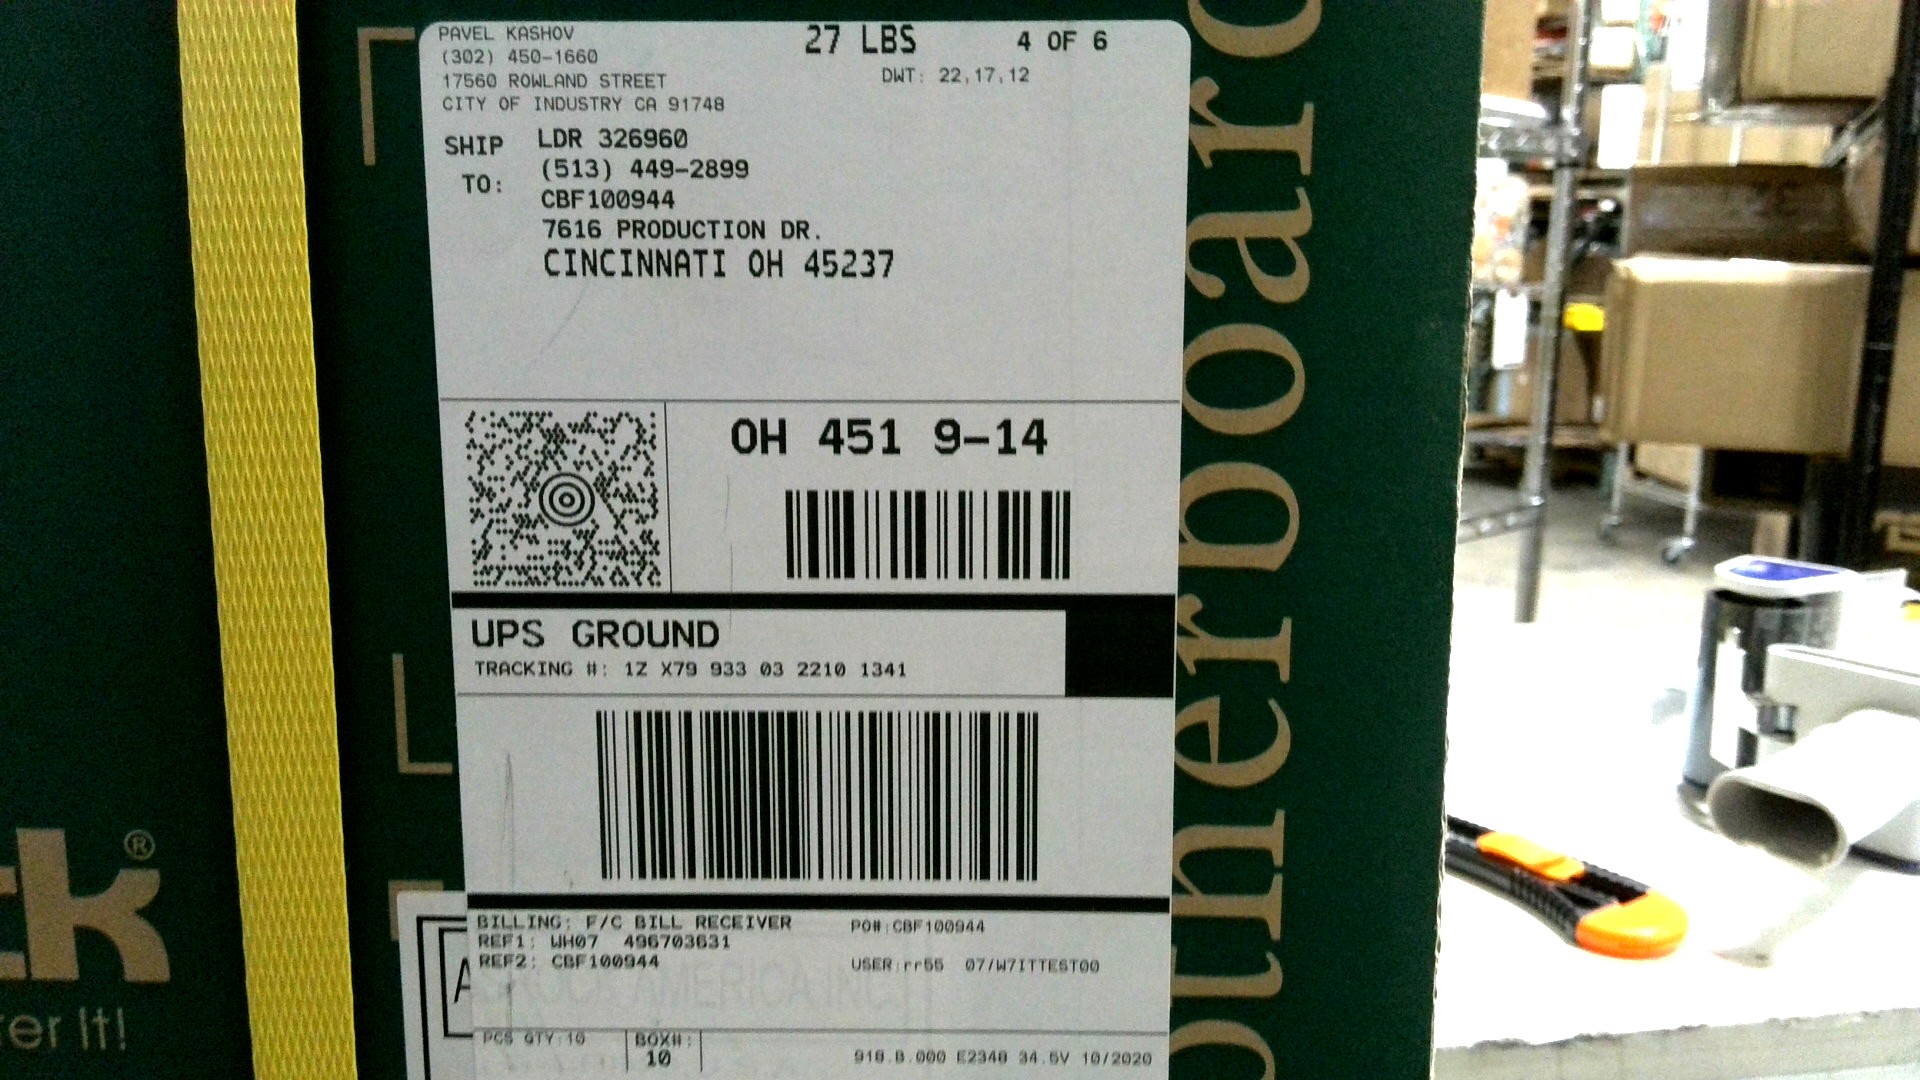 PAVEL KASHOV
(302) 450-1660
17560 ROWLAND STREET
CITY OF INDUSTRY CA 91748
27 LBS
4 OF 6
DWT: 22,17,12
SHIP TO:
LDR 326960
(513) 449-2899
CBF100944
7616 PRODUCTION DR.
CINCINNATI OH 45237
OH 451 9-14
UPS GROUND
TRACKING #: 1Z X79 933 03 2210 1341
BILLING: F/C BILL RECEIVER
REF1: WH07 496703631
REF2: CBF100944
PO#:CBF100944
USER:rr55 07/W7ITTEST00
AMERICA INC
PCS QTY:10
BOX#:
10
918.B.000 E2348 34.5V 10/2020
therboard
ck®
er It!
A